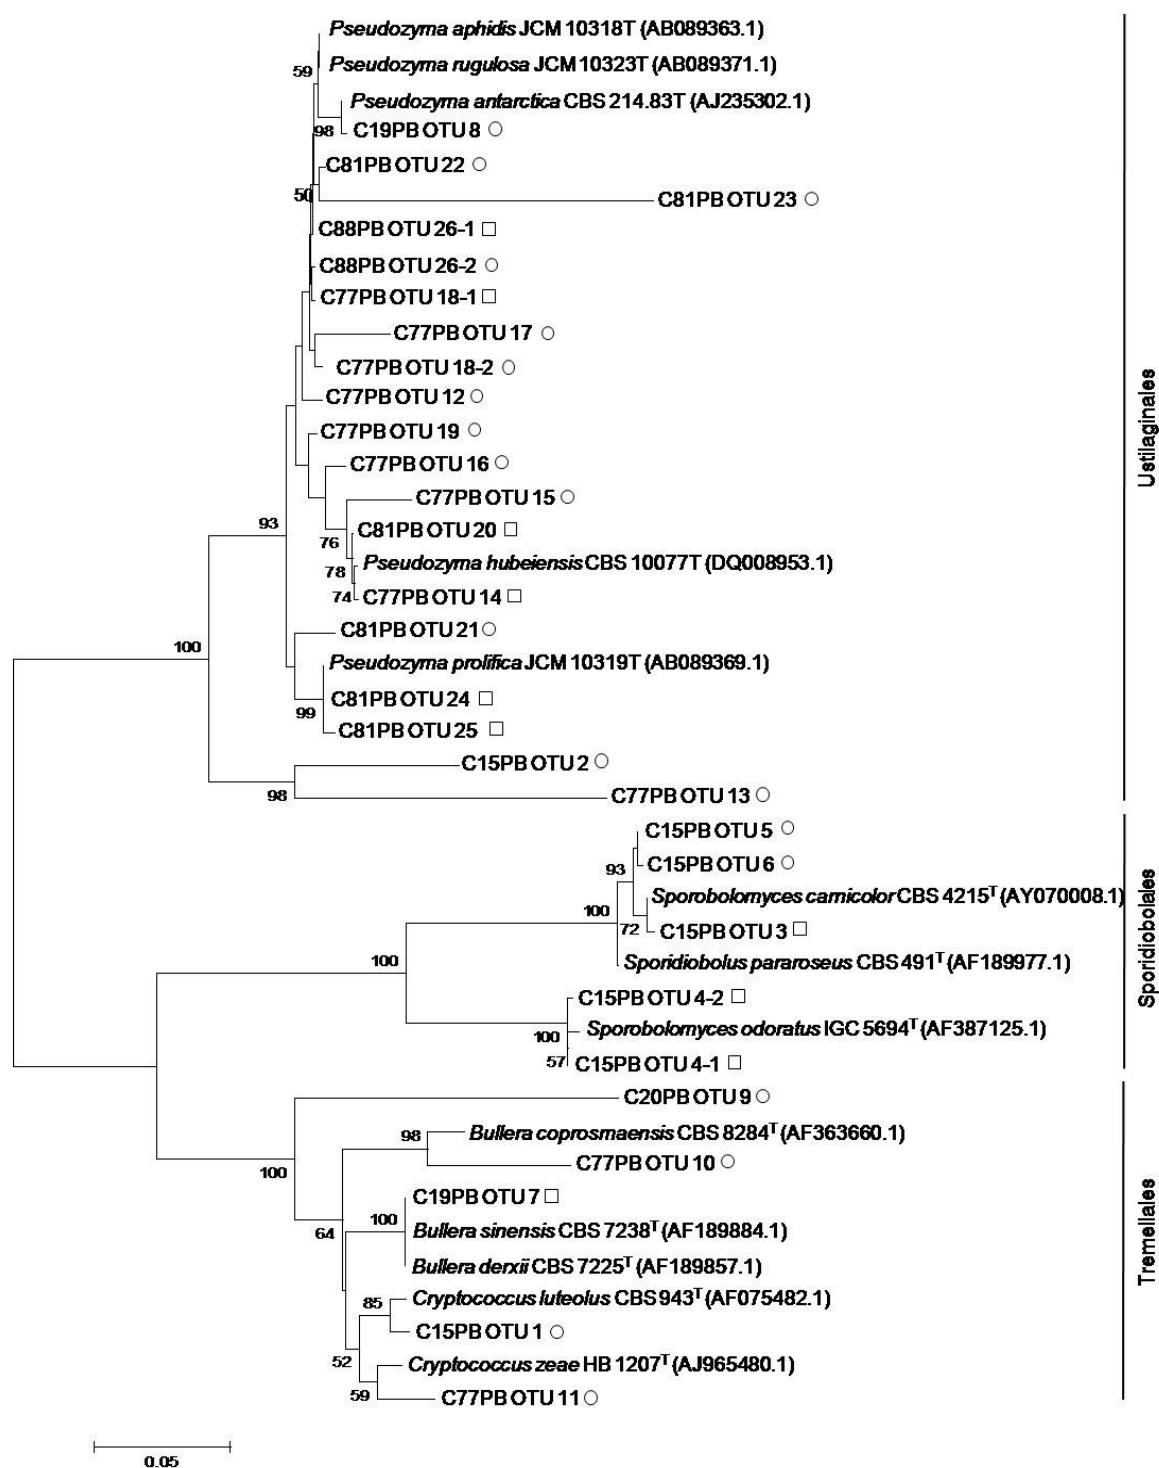 Pseudozyma aphidis JCM 10318T (AB089363.1)
59
Pseudozyma rugulosa JCM 10323T (AB089371.1)
Pseudozyma antarctica CBS 214.83T (AJ235302.1)
98
C19PB OTU 8 ○
C81PB OTU 22 ○
50
C81PB OTU 23 ○
C88PB OTU 26-1 □
C88PB OTU 26-2 ○
C77PB OTU 18-1 □
C77PB OTU 17 ○
C77PB OTU 18-2 ○
C77PB OTU 12 ○
C77PB OTU 19 ○
C77PB OTU 16 ○
C77PB OTU 15 ○
93
C81PB OTU 20 □
76
Pseudozyma hubeiensis CBS 10077T (DQ008953.1)
78
74
C77PB OTU 14 □
C81PB OTU 21 ○
100
Pseudozyma prolifica JCM 10319T (AB089369.1)
C81PB OTU 24 □
99
C81PB OTU 25 □
C15PB OTU 2 ○
98
C77PB OTU 13 ○
Ustilaginales
C15PB OTU 5 ○
93
C15PB OTU 6 ○
Sporobolomyces carnicolor CBS 4215T (AY070008.1)
100
72
C15PB OTU 3 □
100
Sporidiobolus pararoseus CBS 491T (AF189977.1)
C15PB OTU 4-2 □
100
Sporobolomyces odoratus IGC 5694T (AF387125.1)
57
C15PB OTU 4-1 □
Sporidiobolales
C20PB OTU 9 ○
98
Bullera coprosmaensis CBS 8284T (AF363660.1)
100
C77PB OTU 10 ○
C19PB OTU 7 □
100
64
Bullera sinensis CBS 7238T (AF189884.1)
Bullera derxii CBS 7225T (AF189857.1)
85
Cryptococcus luteolus CBS 943T (AF075482.1)
C15PB OTU 1 ○
52
Cryptococcus zeae HB 1207T (AJ965480.1)
59
C77PB OTU 11 ○
Tremellales
0.05